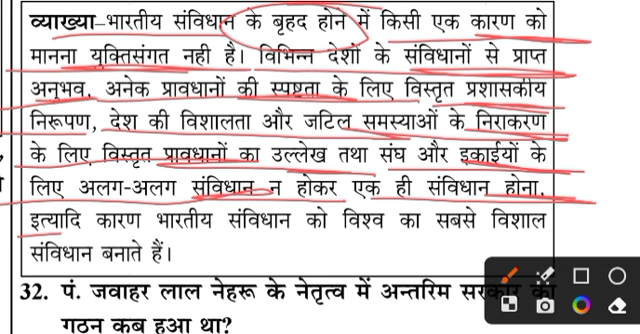 व्याख्या–भारतीय संविधान के बृहद होने में किसी एक कारण को
मानना युक्तिसंगत नही है। विभिन्न देशों के संविधानों से प्राप्त
अनुभव, अनेक प्रावधानों की स्पष्टता के लिए विस्तृत प्रशासकीय
निरूपण, देश की विशालता और जटिल समस्याओं के निराकरण
के लिए विस्तृत प्रावधानों का उल्लेख तथा संघ और इकाईयों के
लिए अलग-अलग संविधान न होकर एक ही संविधान होना,
इत्यादि कारण भारतीय संविधान को विश्व का सबसे विशाल
संविधान बनाते हैं।
32. पं. जवाहर लाल नेहरू के नेतृत्व में अन्तरिम सरकार का
गठन कब हुआ था?